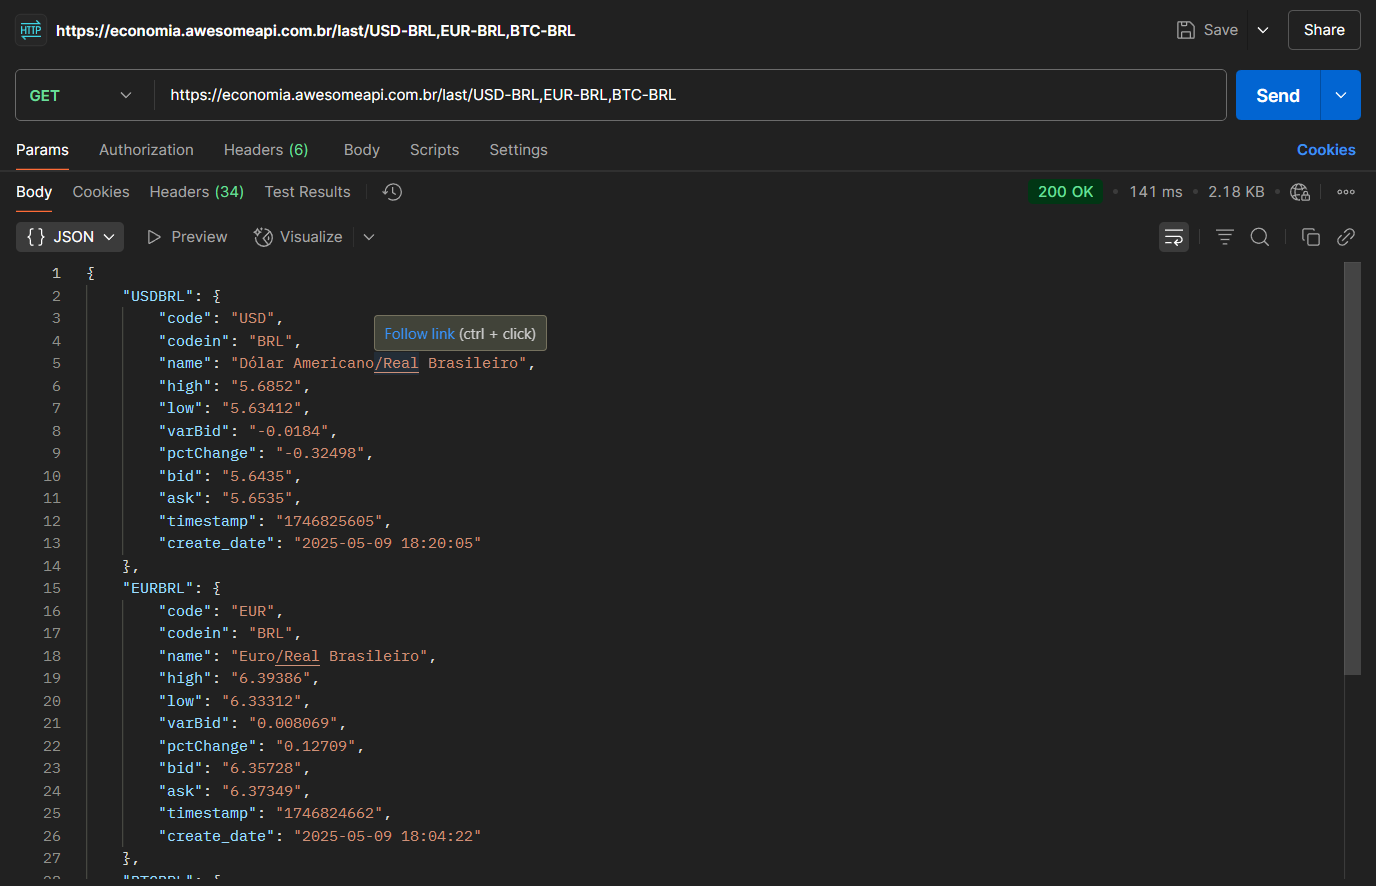 HTTP https://economia.awesomeapi.com.br/last/USD-BRL,EUR-BRL,BTC-BRL Save Share
GET https://economia.awesomeapi.com.br/last/USD-BRL,EUR-BRL,BTC-BRL Send
Params Authorization Headers (6) Body Scripts Settings Cookies
Body Cookies Headers (34) Test Results 200 OK • 141 ms • 2.18 KB •
{} JSON Preview Visualize
1 {
2 "USDBRL": {
3 "code": "USD",
Follow link (ctrl + click)
4 "codein": "BRL",
5 "name": "Dólar Americano/Real Brasileiro",
6 "high": "5.6852",
7 "low": "5.63412",
8 "varBid": "-0.0184",
9 "pctChange": "-0.32498",
10 "bid": "5.6435",
11 "ask": "5.6535",
12 "timestamp": "1746825605",
13 "create_date": "2025-05-09 18:20:05"
14 },
15 "EURBRL": {
16 "code": "EUR",
17 "codein": "BRL",
18 "name": "Euro/Real Brasileiro",
19 "high": "6.39386",
20 "low": "6.33312",
21 "varBid": "0.008069",
22 "pctChange": "0.12709",
23 "bid": "6.35728",
24 "ask": "6.37349",
25 "timestamp": "1746824662",
26 "create_date": "2025-05-09 18:04:22"
27 },
28 "BTCBRL": {